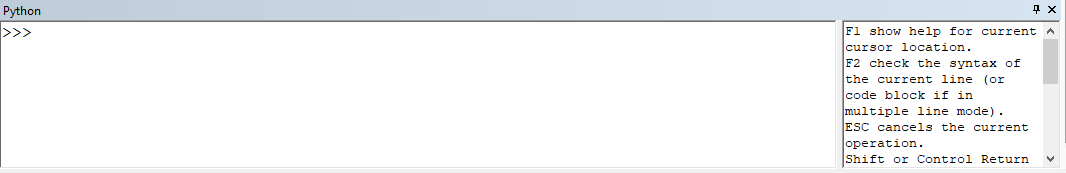 Python
>>>
F1 show help for current
cursor location.
F2 check the syntax of
the current line (or
code block if in
multiple line mode).
ESC cancels the current
operation.
Shift or Control Return